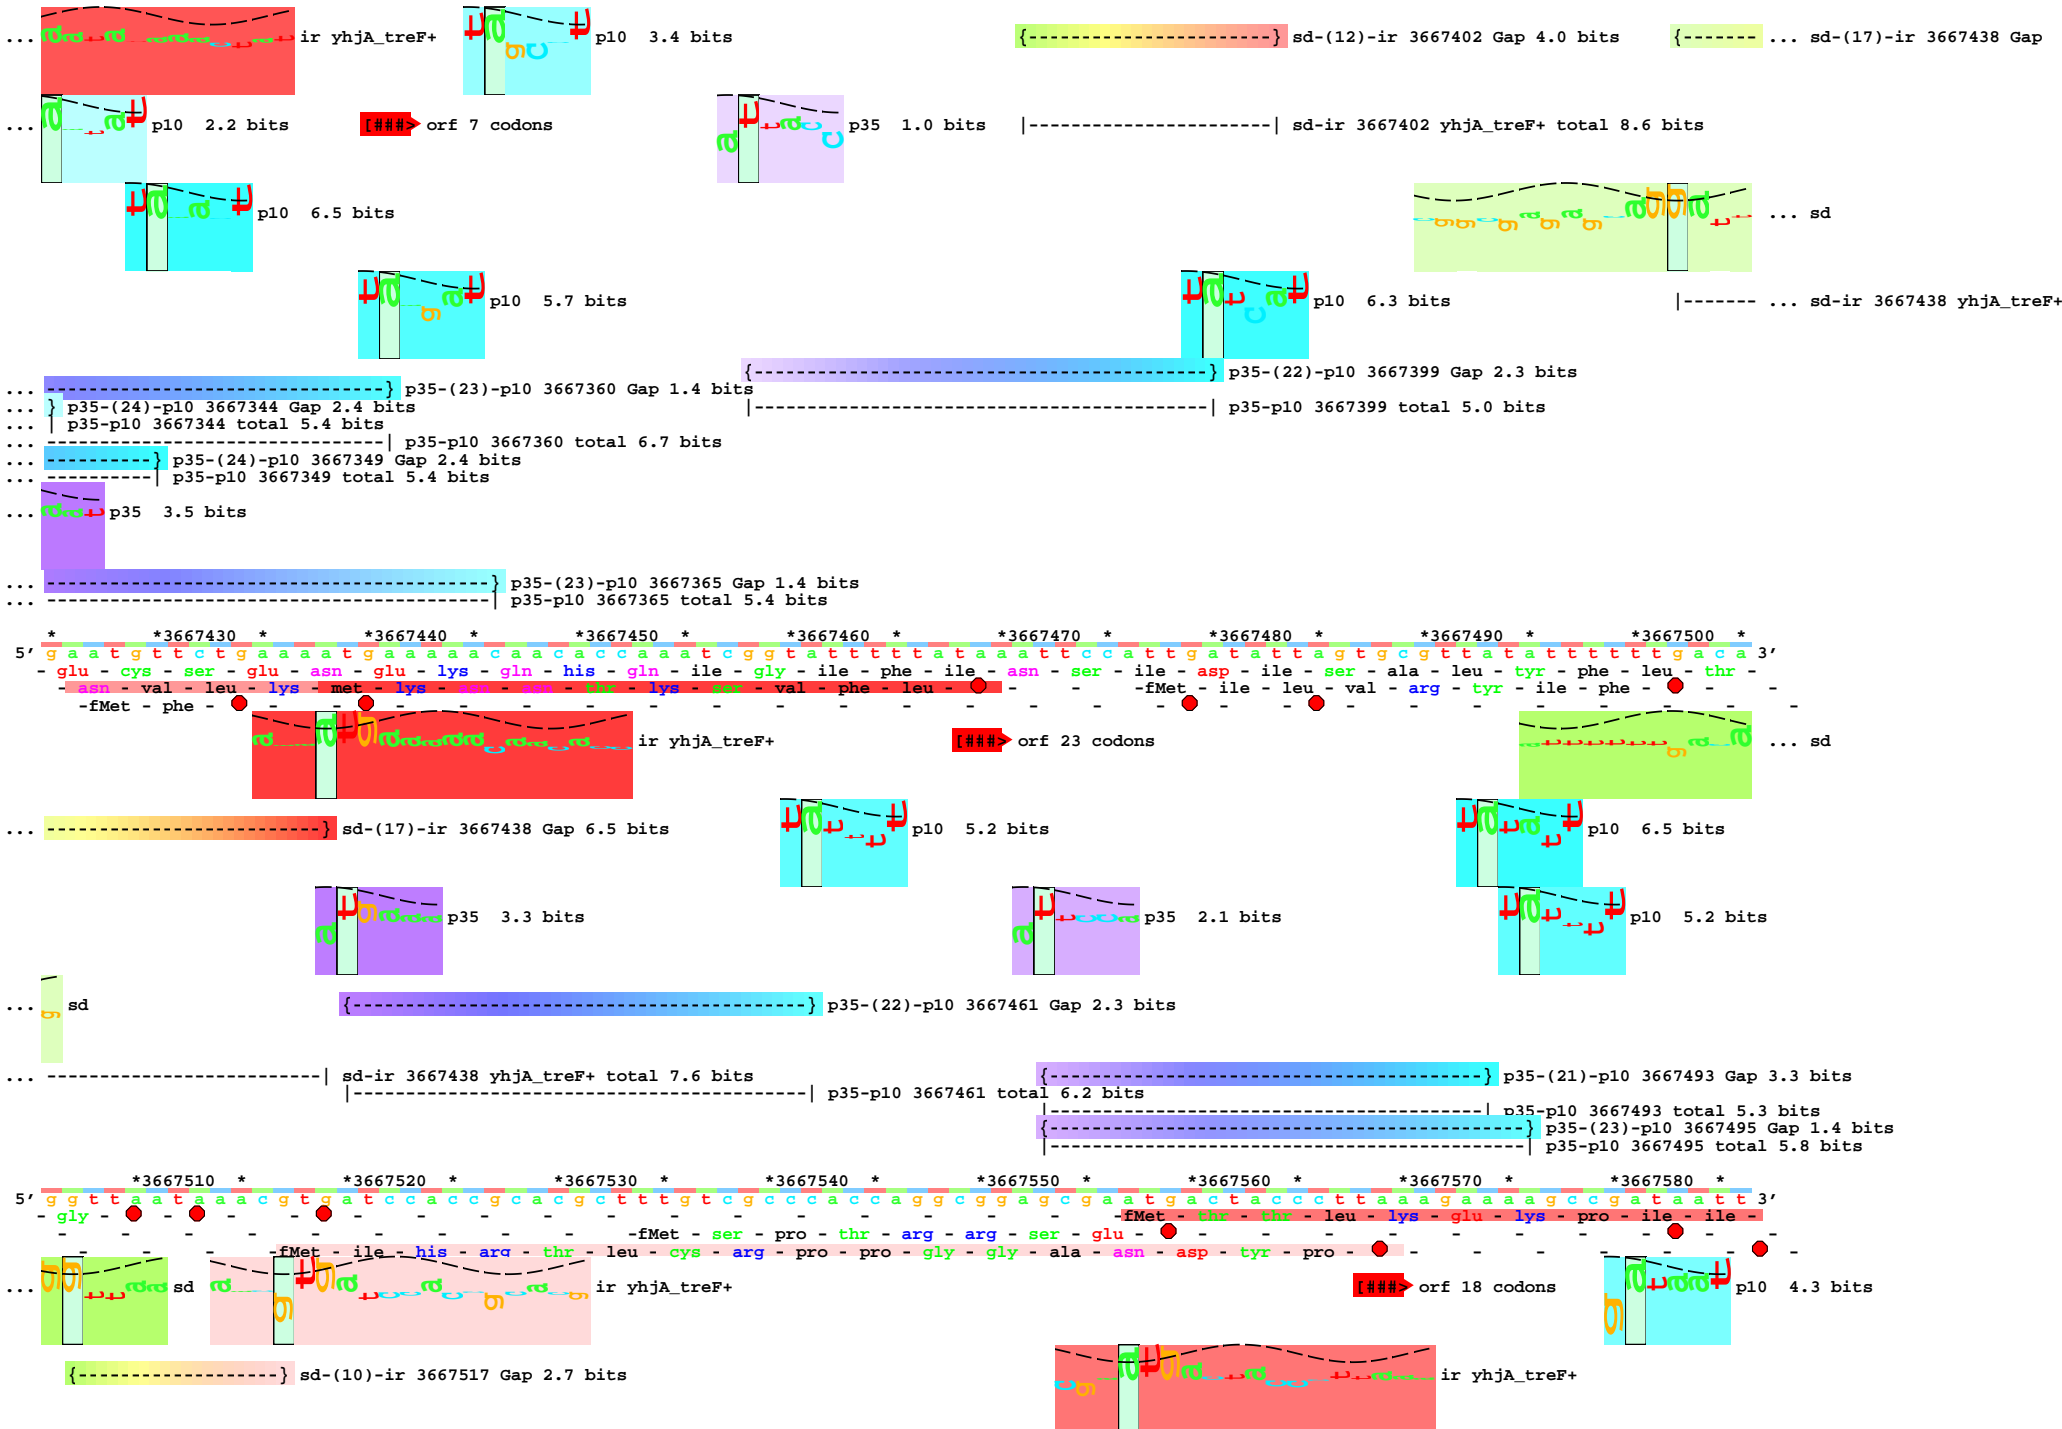 ... ir yhjA_treF+ p10 3.4 bits {-----------------------} sd-(12)-ir 3667402 Gap 4.0 bits {------- ... sd-(17)-ir 3667438 Gap
... p10 2.2 bits [###> orf 7 codons p35 1.0 bits |-----------------------| sd-ir 3667402 yhjA_treF+ total 8.6 bits
p10 6.5 bits ... sd
p10 5.7 bits p10 6.3 bits |------- ... sd-ir 3667438 yhjA_treF+
... --------------------------------} p35-(23)-p10 3667360 Gap 1.4 bits {-------------------------------------------} p35-(22)-p10 3667399 Gap 2.3 bits
... } p35-(24)-p10 3667344 Gap 2.4 bits |-------------------------------------------| p35-p10 3667399 total 5.0 bits
... | p35-p10 3667344 total 5.4 bits
... --------------------------------| p35-p10 3667360 total 6.7 bits
... ----------} p35-(24)-p10 3667349 Gap 2.4 bits
... ----------| p35-p10 3667349 total 5.4 bits
... p35 3.5 bits
... ------------------------------------------} p35-(23)-p10 3667365 Gap 1.4 bits
... ------------------------------------------| p35-p10 3667365 total 5.4 bits
* *3667430 * *3667440 * *3667450 * *3667460 * *3667470 * *3667480 * *3667490 * *3667500 *
5' g a a t g t t c t g a a a a t g a a a a a c a a c a c c a a a t c g g t a t t t t t a t a a a t t c c a t t g a t a t t a g t g c g t t a t a t t t t t t g a c a 3'
- glu - cys - ser - glu - asn - glu - lys - gln - his - gln - ile - gly - ile - phe - ile - asn - ser - ile - asp - ile - ser - ala - leu - tyr - phe - leu - thr -
- asn - val - leu - lys - met - lys - asn - asn - thr - lys - ser - val - phe - leu - - - -fMet - ile - leu - val - arg - tyr - ile - phe - - -
-fMet - phe - - - - - - - - - - - - - - - - - - - - - - - - -
ir yhjA_treF+ [###> orf 23 codons ... sd
... --------------------------} sd-(17)-ir 3667438 Gap 6.5 bits p10 5.2 bits p10 6.5 bits
p35 3.3 bits p35 2.1 bits p10 5.2 bits
... sd {-------------------------------------------} p35-(22)-p10 3667461 Gap 2.3 bits
... --------------------------| sd-ir 3667438 yhjA_treF+ total 7.6 bits {-----------------------------------------} p35-(21)-p10 3667493 Gap 3.3 bits
|-------------------------------------------| p35-p10 3667461 total 6.2 bits
|-----------------------------------------| p35-p10 3667493 total 5.3 bits
{---------------------------------------------} p35-(23)-p10 3667495 Gap 1.4 bits
|---------------------------------------------| p35-p10 3667495 total 5.8 bits
*3667510 * *3667520 * *3667530 * *3667540 * *3667550 * *3667560 * *3667570 * *3667580 *
5' g g t t a a t a a a c g t g a t c c a c c g c a c g c t t t g t c g c c c a c c a g g c g g a g c g a a t g a c t a c c c t t a a a g a a a a g c c g a t a a t t 3'
- gly - - - - - - - - - - - - - - - -fMet - thr - thr - leu - lys - glu - lys - pro - ile - ile -
- - - - - - - - - -fMet - ser - pro - thr - arg - arg - ser - glu - - - - - - - - - -
- - - -fMet - ile - his - arg - thr - leu - cys - arg - pro - pro - gly - gly - ala - asn - asp - tyr - pro - - - - - - -
... sd ir yhjA_treF+ [###> orf 18 codons p10 4.3 bits
{--------------------} sd-(10)-ir 3667517 Gap 2.7 bits ir yhjA_treF+